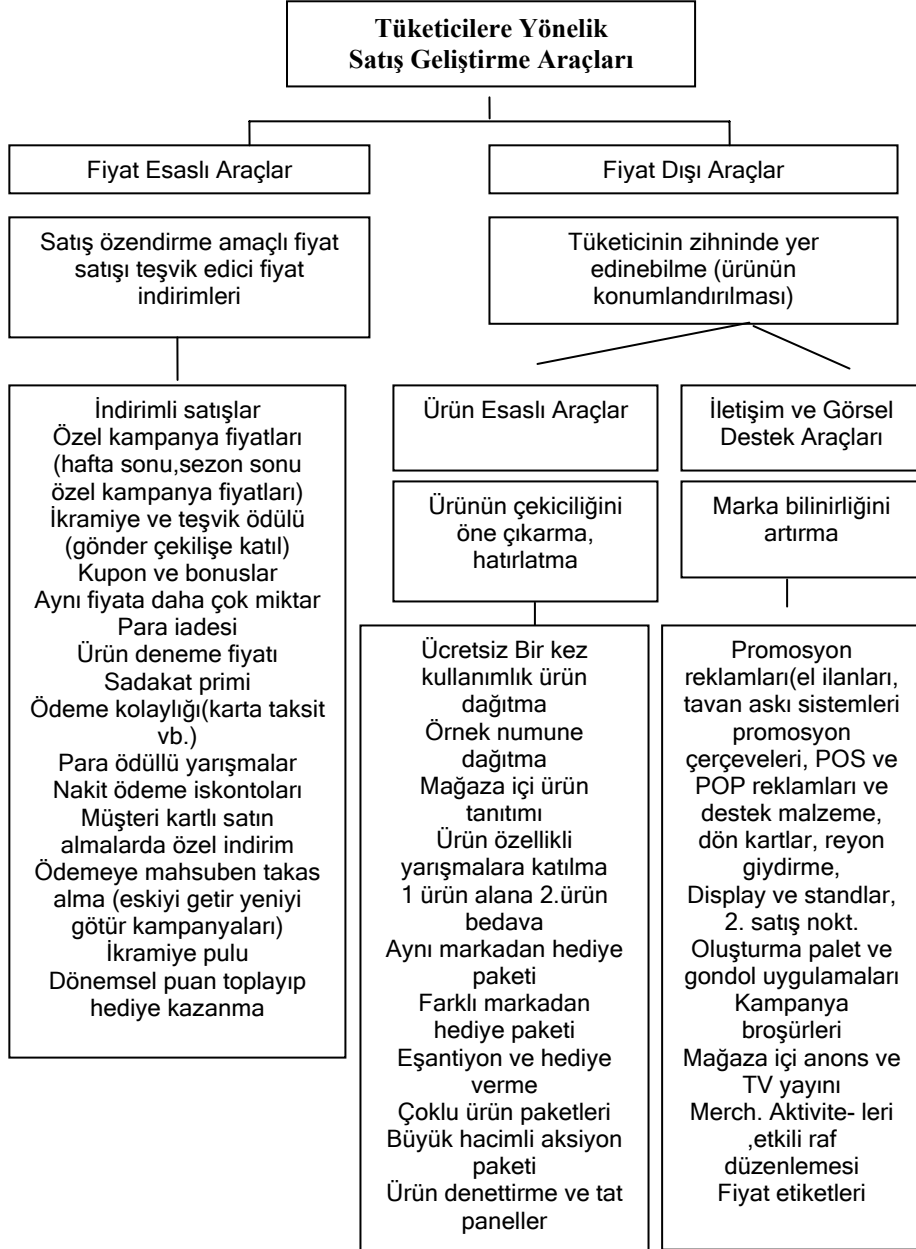 Tüketicilere Yönelik
Satış Geliştirme Araçları
Fiyat Esaslı Araçlar
Fiyat Dışı Araçlar
Satış özendirme amaçlı fiyat
satışı teşvik edici fiyat
indirimleri
Tüketicinin zihninde yer
edinebilme (ürünün
konumlandırılması)
İndirimli satışlar
Özel kampanya fiyatları
(hafta sonu,sezon sonu
özel kampanya fiyatları)
İkramiye ve teşvik ödülü
(gönder çekilişe katıl)
Kupon ve bonuslar
Aynı fiyata daha çok miktar
Para iadesi
Ürün deneme fiyatı
Sadakat primi
Ödeme kolaylığı(karta taksit
vb.)
Para ödüllü yarışmalar
Nakit ödeme iskontoları
Müşteri kartlı satın
almalarda özel indirim
Ödemeye mahsuben takas
alma (eskiyi getir yeniyi
götür kampanyaları)
İkramiye pulu
Dönemsel puan toplayıp
hediye kazanma
Ürün Esaslı Araçlar
Ürünün çekiciliğini
öne çıkarma,
hatırlatma
Ücretsiz Bir kez
kullanımlık ürün
dağıtma
Örnek numune
dağıtma
Mağaza içi ürün
tanıtımı
Ürün özellikli
yarışmalara katılma
1 ürün alana 2.ürün
bedava
Aynı markadan hediye
paketi
Farklı markadan
hediye paketi
Eşantiyon ve hediye
verme
Çoklu ürün paketleri
Büyük hacimli aksiyon
paketi
Ürün denettirme ve tat
paneller
İletişim ve Görsel
Destek Araçları
Marka bilinirliğini
artırma
Promosyon
reklamları(el ilanları,
tavan askı sistemleri
promosyon
çerçeveleri, POS ve
POP reklamları ve
destek malzeme,
dön kartlar, reyon
giydirme,
Display ve standlar,
2. satış nokt.
Oluşturma palet ve
gondol uygulamaları
Kampanya
broşürleri
Mağaza içi anons ve
TV yayını
Merch. Aktivite- leri
,etkili raf
düzenlemesi
Fiyat etiketleri